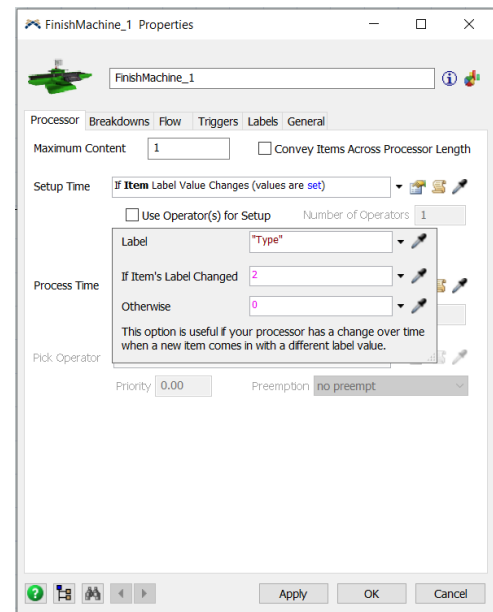 FinishMachine_1 Properties
FinishMachine_1
Processor Breakdowns Flow Triggers Labels General
Maximum Content 1 Convey Items Across Processor Length
Setup Time If Item Label Value Changes (values are set)
Use Operator(s) for Setup Number of Operators 1
Label "Type"
If Item's Label Changed 2
Process Time
Otherwise 0
This option is useful if your processor has a change over time
when a new item comes in with a different label value.
Pick Operator
Priority 0.00 Preemption no preempt
Apply OK Cancel